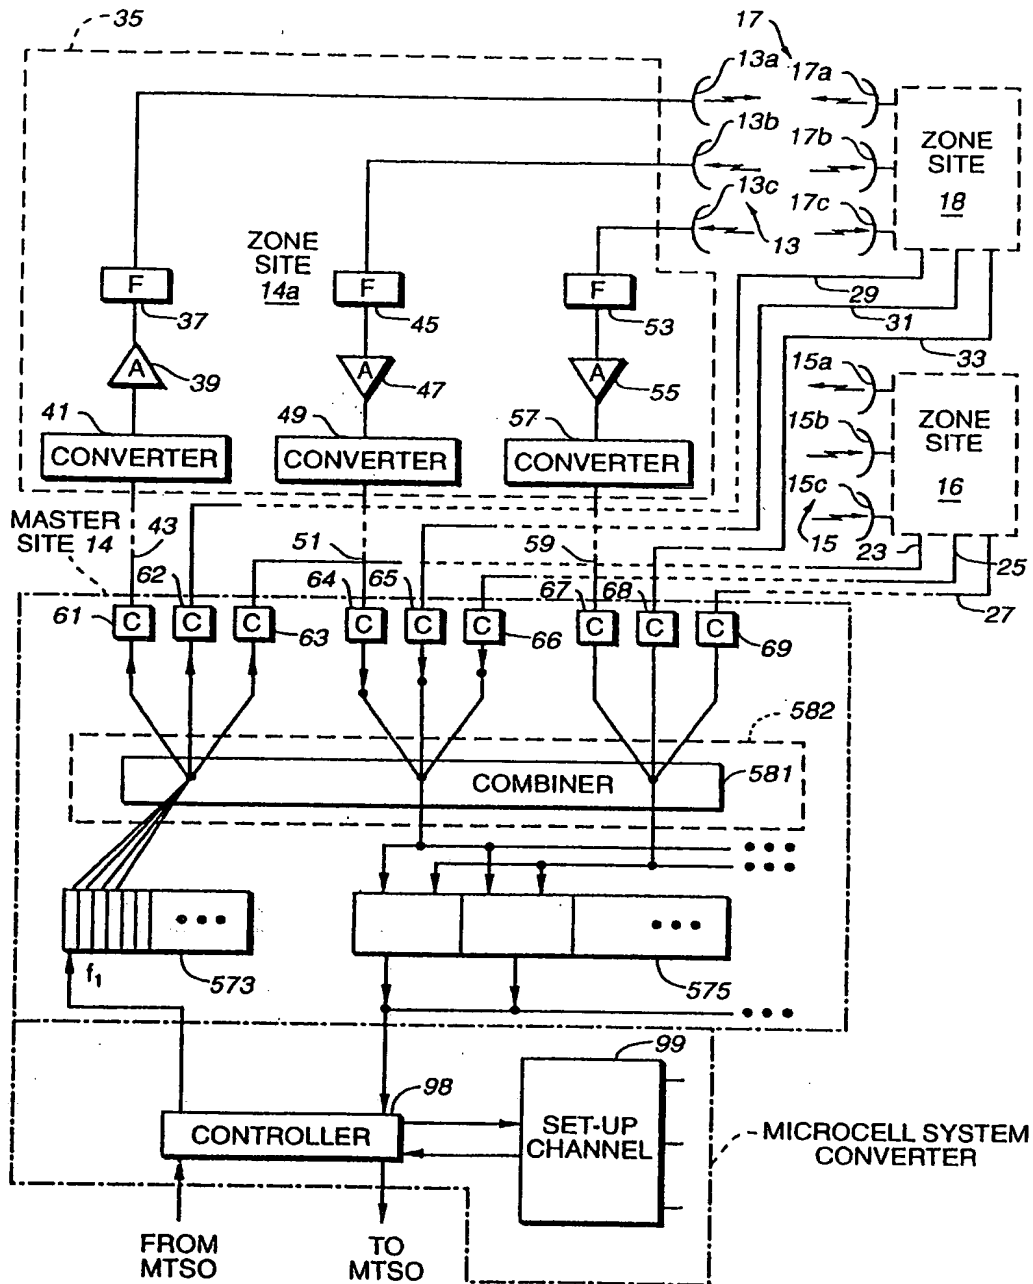 35
17
13a
17a
13b
17b
13c
17c
13
ZONE
SITE
18
ZONE
SITE
14a
F
37
F
45
F
53
29
31
33
A
39
A
47
A
55
15a
15b
15c
15
ZONE
SITE
16
41
CONVERTER
49
CONVERTER
57
CONVERTER
MASTER
SITE 14
43
51
59
23
25
27
62
64
65
67
68
C
C
C
C
C
C
C
C
C
61
63
66
69
582
COMBINER
581
f1
573
575
99
98
CONTROLLER
SET-UP
CHANNEL
MICROCELL SYSTEM
CONVERTER
FROM
MTSO
TO
MTSO